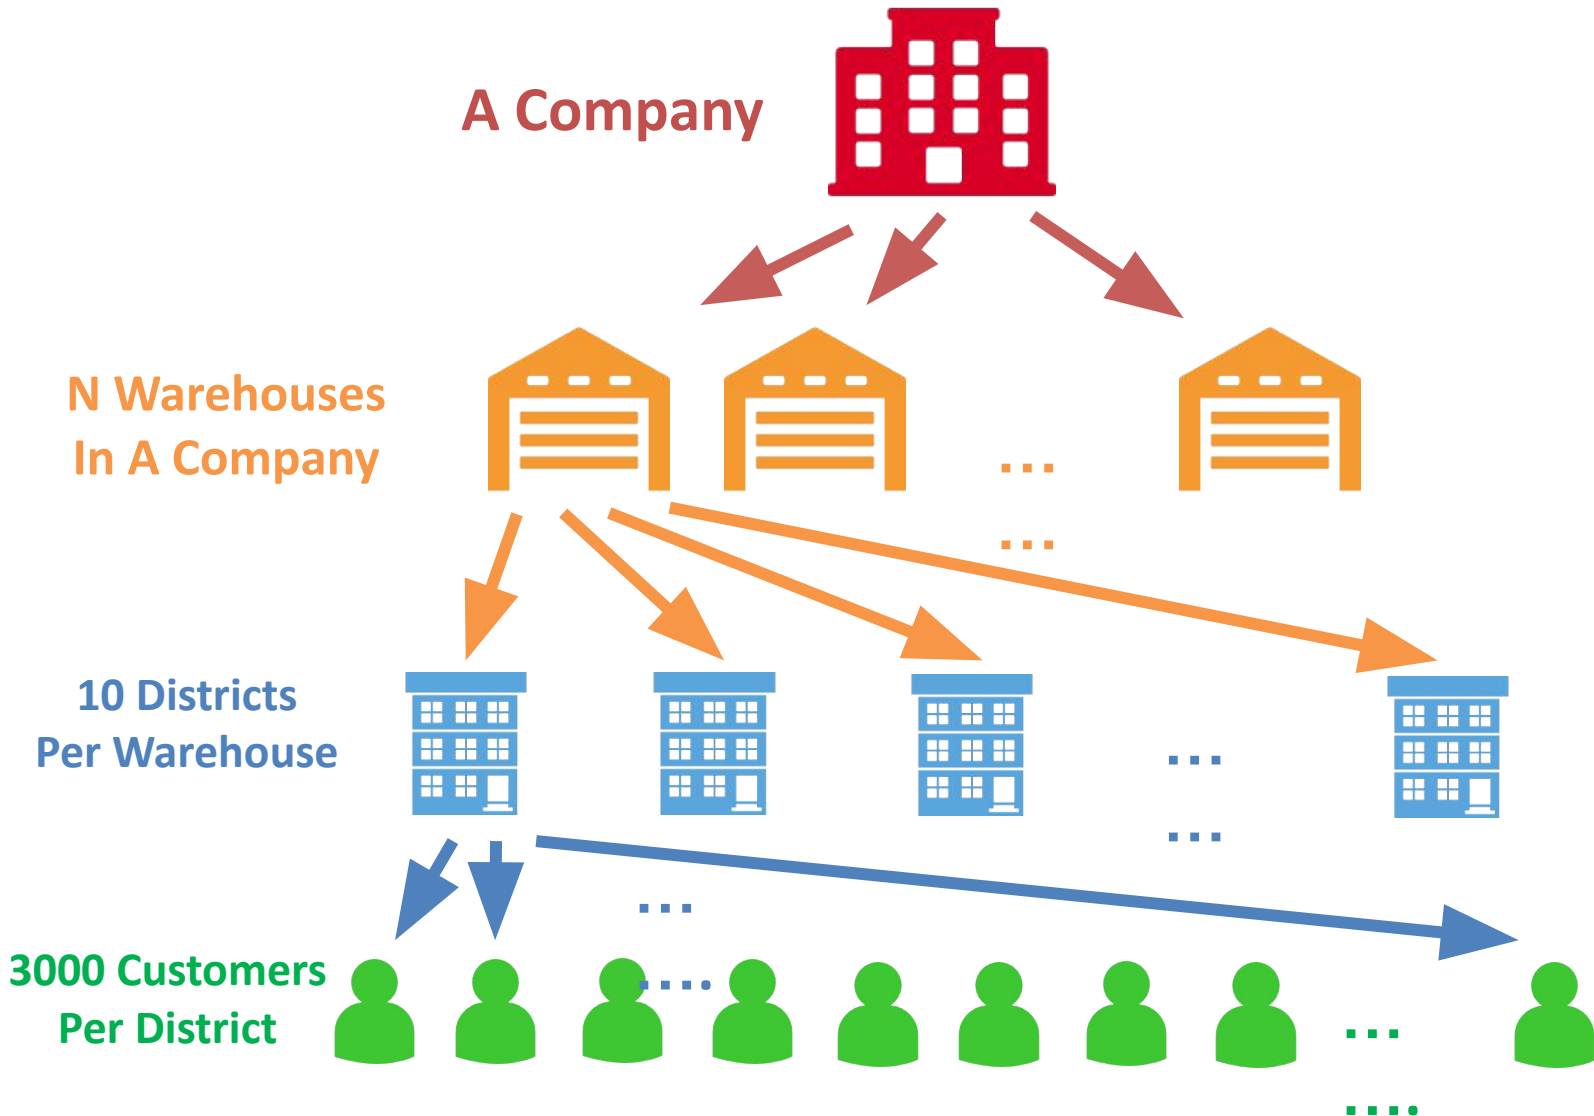 A Company
N Warehouses
In A Company
...
...
10 Districts
Per Warehouse
...
...
...
....
3000 Customers
Per District
...
....